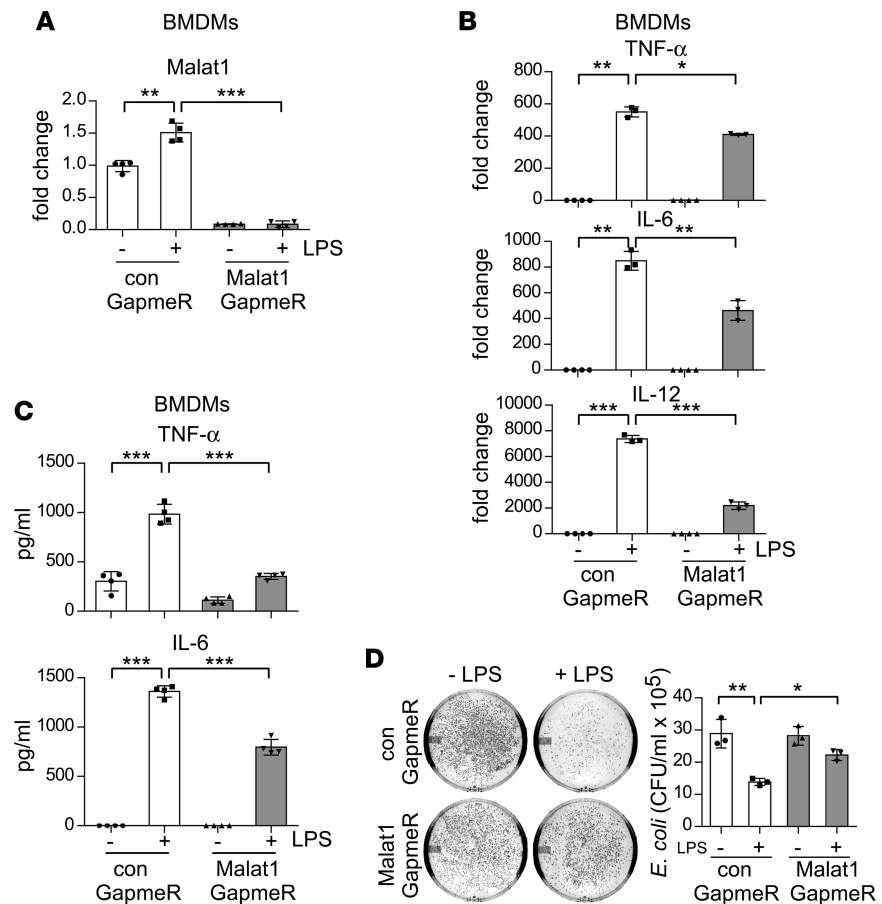 A
BMDMs
Malat1
** ***
2.0
1.5
1.0
0.5
0.0
fold change
- + - + LPS
con
GapmeR
Malat1
GapmeR
B
BMDMs
TNF-α
** *
800
600
400
200
0
fold change
IL-6
** **
1000
800
600
400
200
0
fold change
IL-12
*** ***
10000
8000
6000
4000
2000
0
fold change
- + - + LPS
con
GapmeR
Malat1
GapmeR
C
BMDMs
TNF-α
*** ***
1500
1000
500
0
pg/ml
IL-6
*** ***
1500
1000
500
0
pg/ml
- + - + LPS
con
GapmeR
Malat1
GapmeR
D
- LPS + LPS
con
GapmeR
Malat1
GapmeR
** *
40
30
20
10
0
E. coli (CFU/ml x 10⁵)
LPS - + - +
con
GapmeR
Malat1
GapmeR